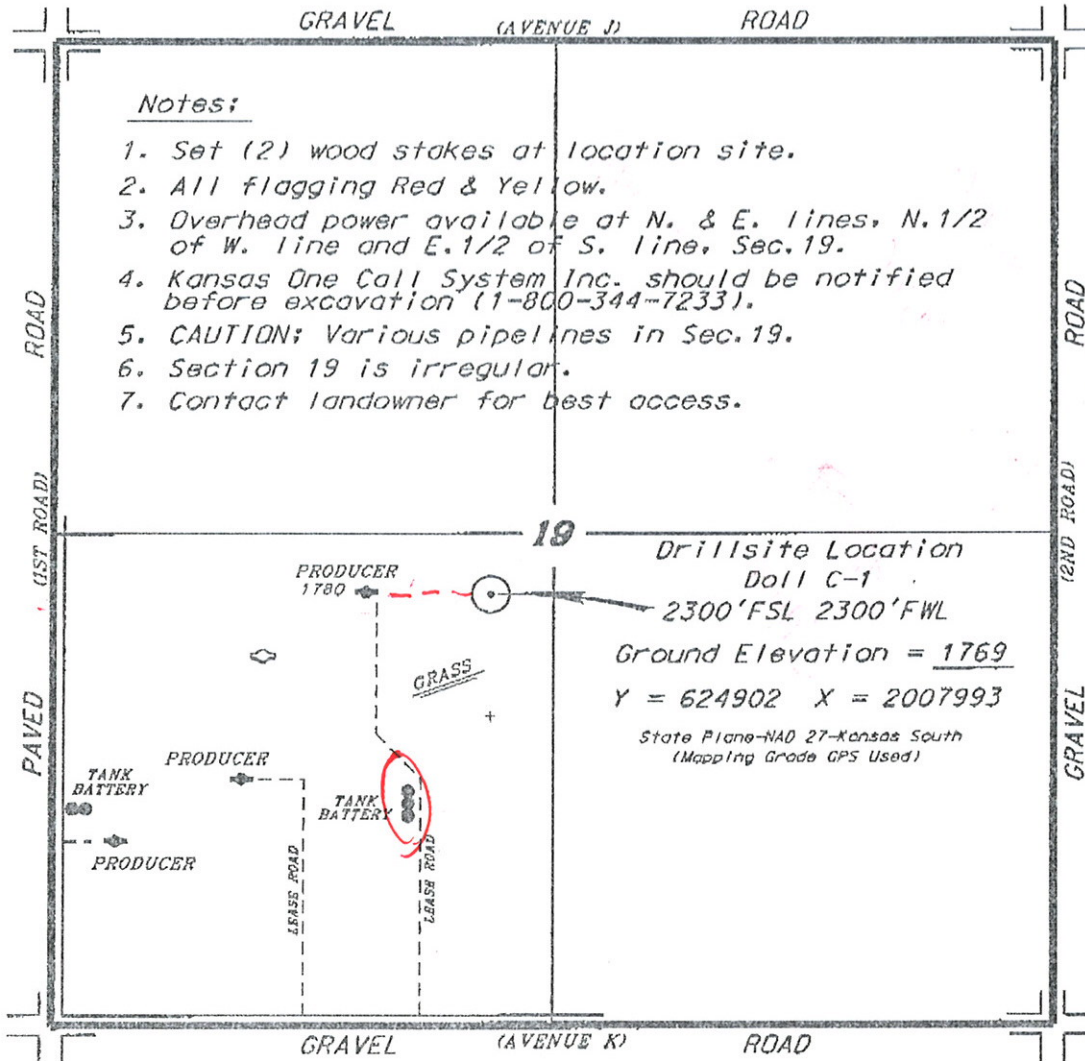 GRAVEL (AVENUE J) ROAD
Notes:
1. Set (2) wood stakes at location site.
2. All flagging Red & Yellow.
3. Overhead power available at N. & E. lines, N.1/2
of W. line and E.1/2 of S. line, Sec.19.
4. Kansas One Call System Inc. should be notified
before excavation (1-800-344-7233).
5. CAUTION: Various pipelines in Sec.19.
6. Section 19 is irregular.
7. Contact landowner for best access.
ROAD
(1ST ROAD)
PAVED
ROAD
(2ND ROAD)
GRAVEL
19
Drillsite Location
Doll C-1
2300'FSL 2300'FWL
Ground Elevation = 1769
Y = 624902 X = 2007993
State Plane-NAD 27-Kansas South
(Mapping Grade GPS Used)
PRODUCER
1780
GRASS
PRODUCER
TANK
BATTERY
TANK
BATTERY
PRODUCER
LEASE ROAD
LEASE ROAD
GRAVEL (AVENUE K) ROAD